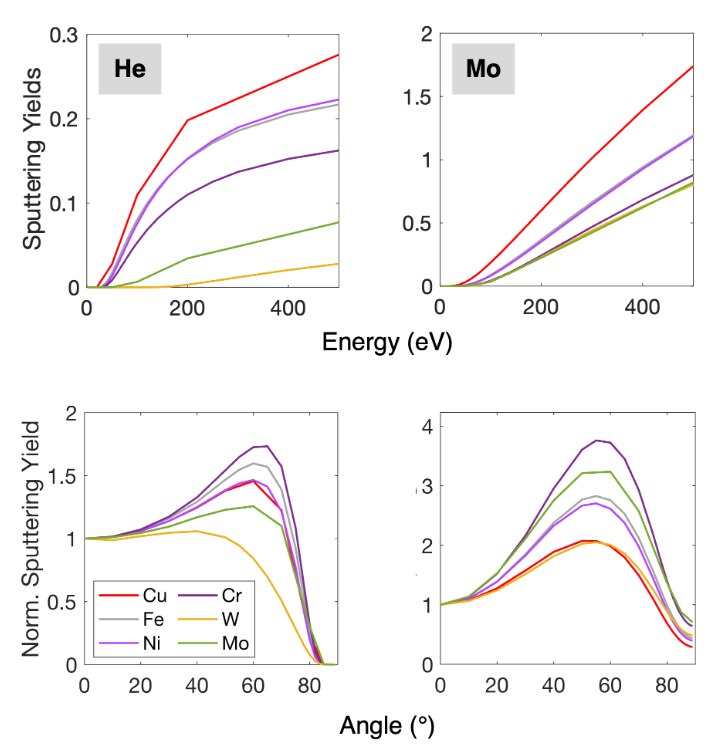 He
Mo
Sputtering Yields
0.3
0.2
0.1
0
0 200 400
2
1.5
1
0.5
0
0 200 400
Energy (eV)
Norm. Sputtering Yield
2
1.5
1
0.5
0
0 20 40 60 80
Cu Cr
Fe W
Ni Mo
4
3
2
1
0
0 20 40 60 80
Angle (°)